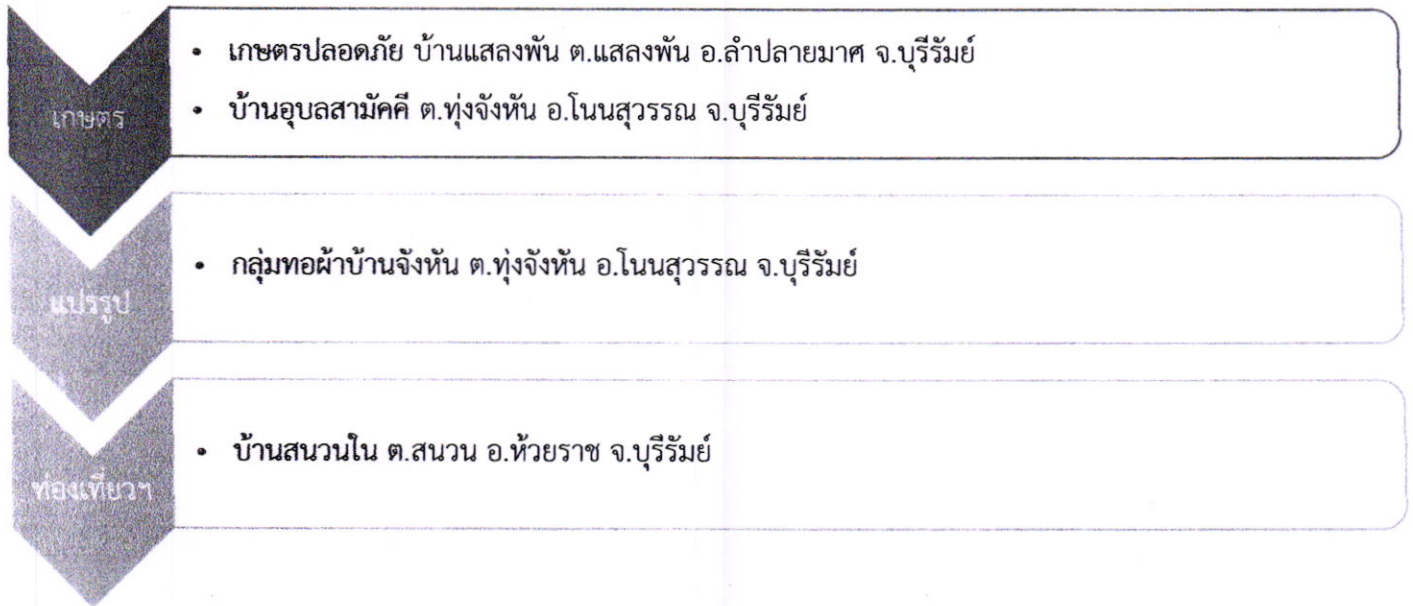 เกษตร
• เกษตรปลอดภัย บ้านแสลงพัน ต.แสลงพัน อ.ลำปลายมาศ จ.บุรีรัมย์
• บ้านอุบลสามัคคี ต.ทุ่งจังหัน อ.โนนสุวรรณ จ.บุรีรัมย์
แปรรูป
• กลุ่มทอผ้าบ้านจังหัน ต.ทุ่งจังหัน อ.โนนสุวรรณ จ.บุรีรัมย์
ท่องเที่ยวฯ
• บ้านสนวนใน ต.สนวน อ.ห้วยราช จ.บุรีรัมย์